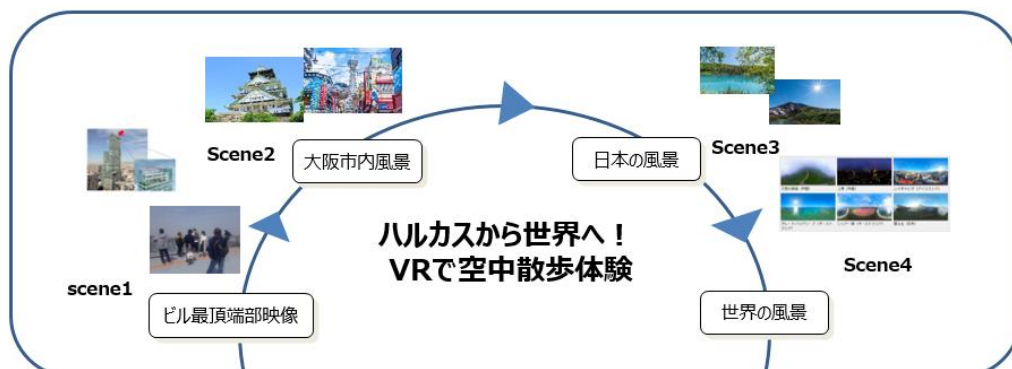 Scene2
大阪市内風景
日本の風景
Scene3
ハルカスから世界へ！
VRで空中散歩体験
scene1
ビル最頂端部映像
Scene4
世界の風景